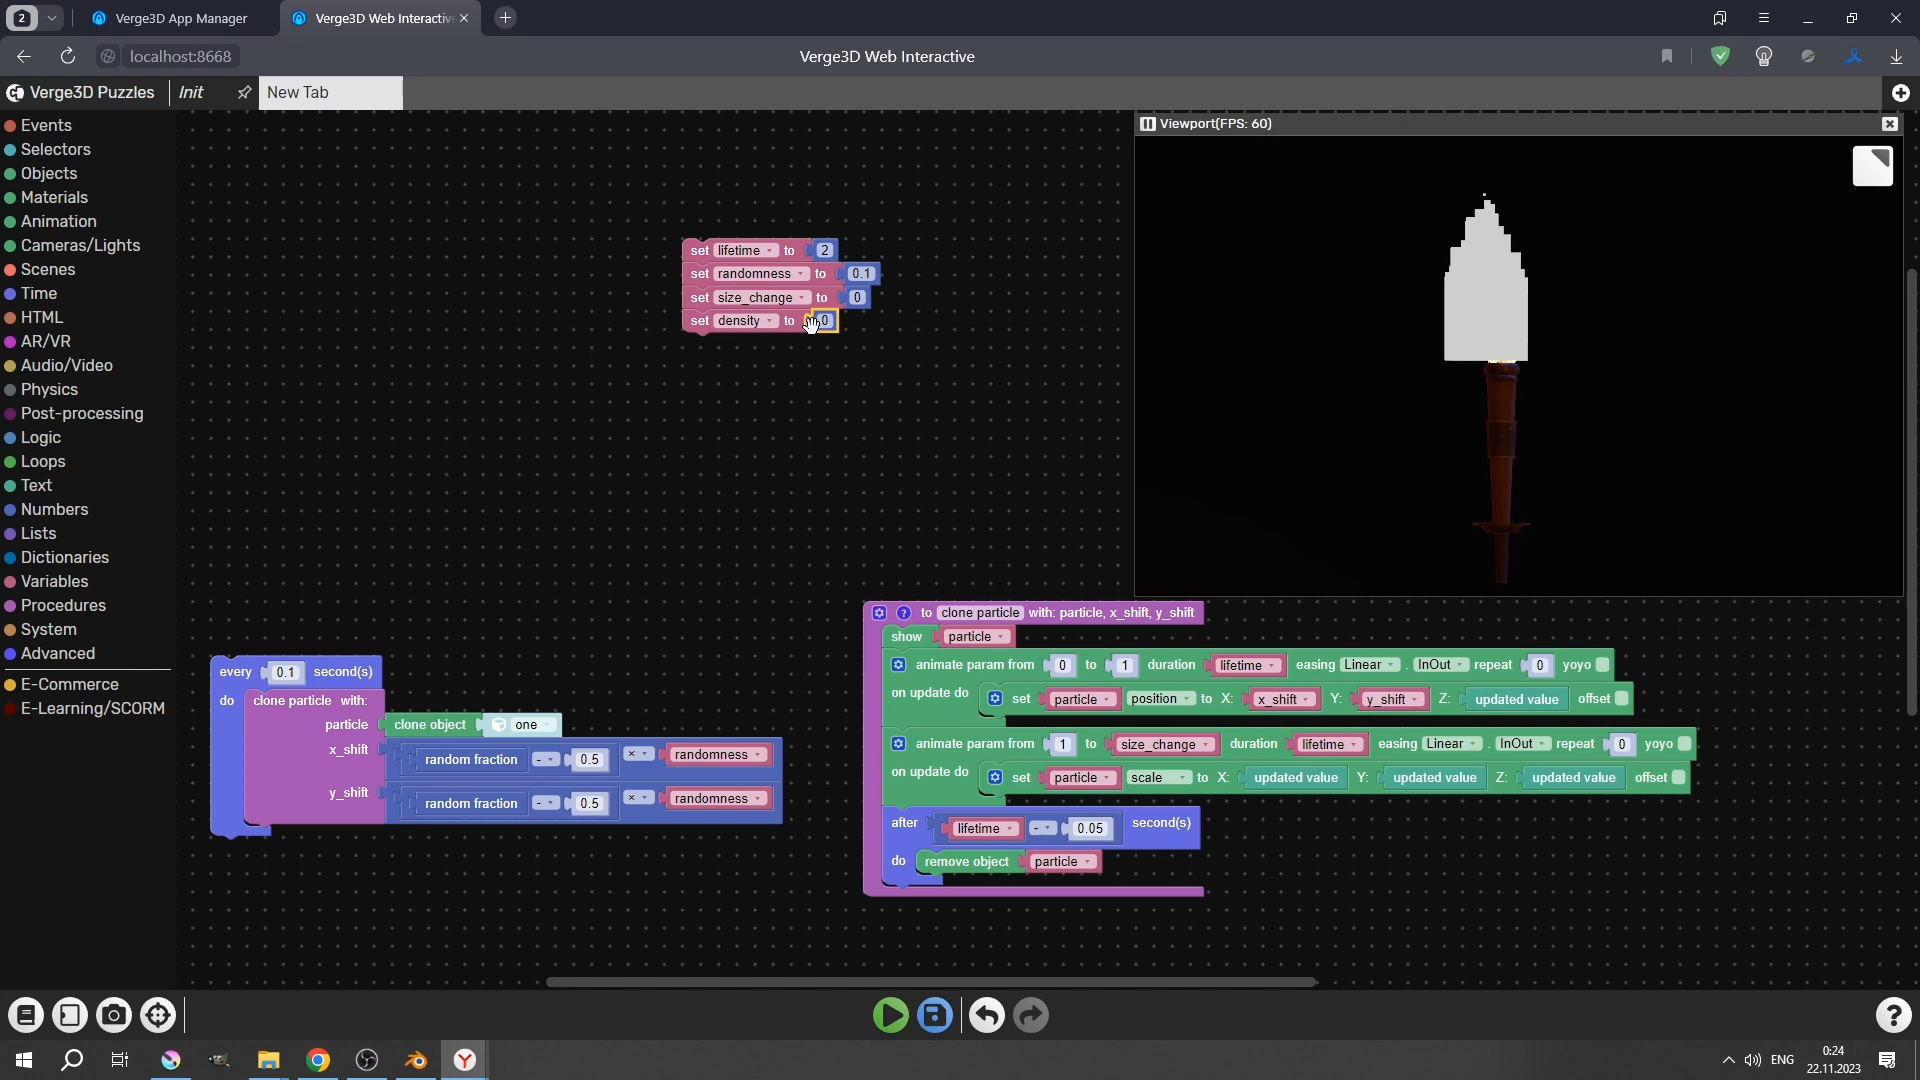 2
Verge3D App Manager
Verge3D Web Interactiv
localhost:8668
Verge3D Web Interactive
Verge3D Puzzles
Init
New Tab
Events
Selectors
Objects
Materials
Animation
Cameras/Lights
Scenes
Time
HTML
AR/VR
Audio/Video
Physics
Post-processing
Logic
Loops
Text
Numbers
Lists
Dictionaries
Variables
Procedures
System
Advanced
E-Commerce
E-Learning/SCORM
Viewport(FPS: 60)
set lifetime to 2
set randomness to 0.1
set size_change to 0
set density to 0
every 0.1 second(s)
do clone particle with:
particle clone object one
x_shift random fraction - 0.5 × randomness
y_shift random fraction - 0.5 × randomness
? to clone particle with: particle, x_shift, y_shift
show particle
animate param from 0 to 1 duration lifetime easing Linear . InOut repeat 0 yoyo
on update do set particle position to X: x_shift Y: y_shift Z: updated value offset
animate param from 1 to size_change duration lifetime easing Linear . InOut repeat 0 yoyo
on update do set particle scale to X: updated value Y: updated value Z: updated value offset
after lifetime - 0.05 second(s)
do remove object particle
?
ENG
0:24
22.11.2023